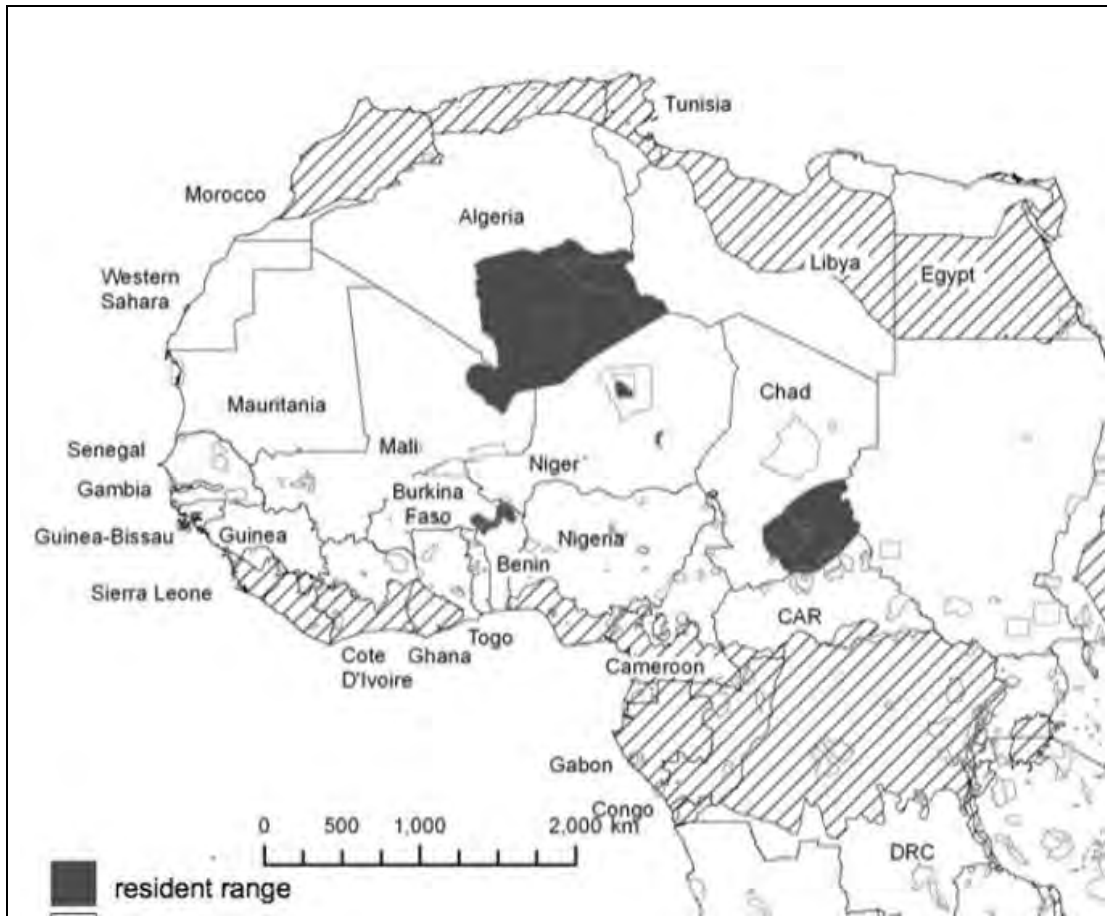 Tunisia
Morocco
Algeria
Western
Sahara
Libya
Egypt
Mauritania
Chad
Senegal
Mali
Niger
Gambia
Burkina
Faso
Guinea-Bissau
Guinea
Nigeria
Benin
Sierra Leone
CAR
Togo
Cote
D'Ivoire
Ghana
Cameroon
Gabon
Congo
0 500 1,000 2,000 km
DRC
resident range